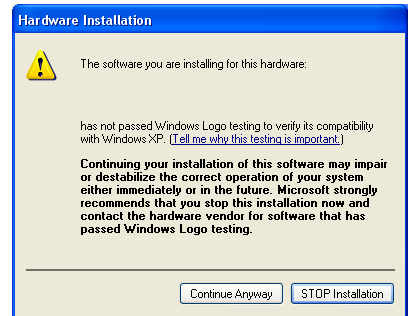 Hardware Installation
The software you are installing for this hardware:
has not passed Windows Logo testing to verify its compatibility
with Windows XP. (Tell me why this testing is important.)
Continuing your installation of this software may impair
or destabilize the correct operation of your system
either immediately or in the future. Microsoft strongly
recommends that you stop this installation now and
contact the hardware vendor for software that has
passed Windows Logo testing.
Continue Anyway STOP Installation